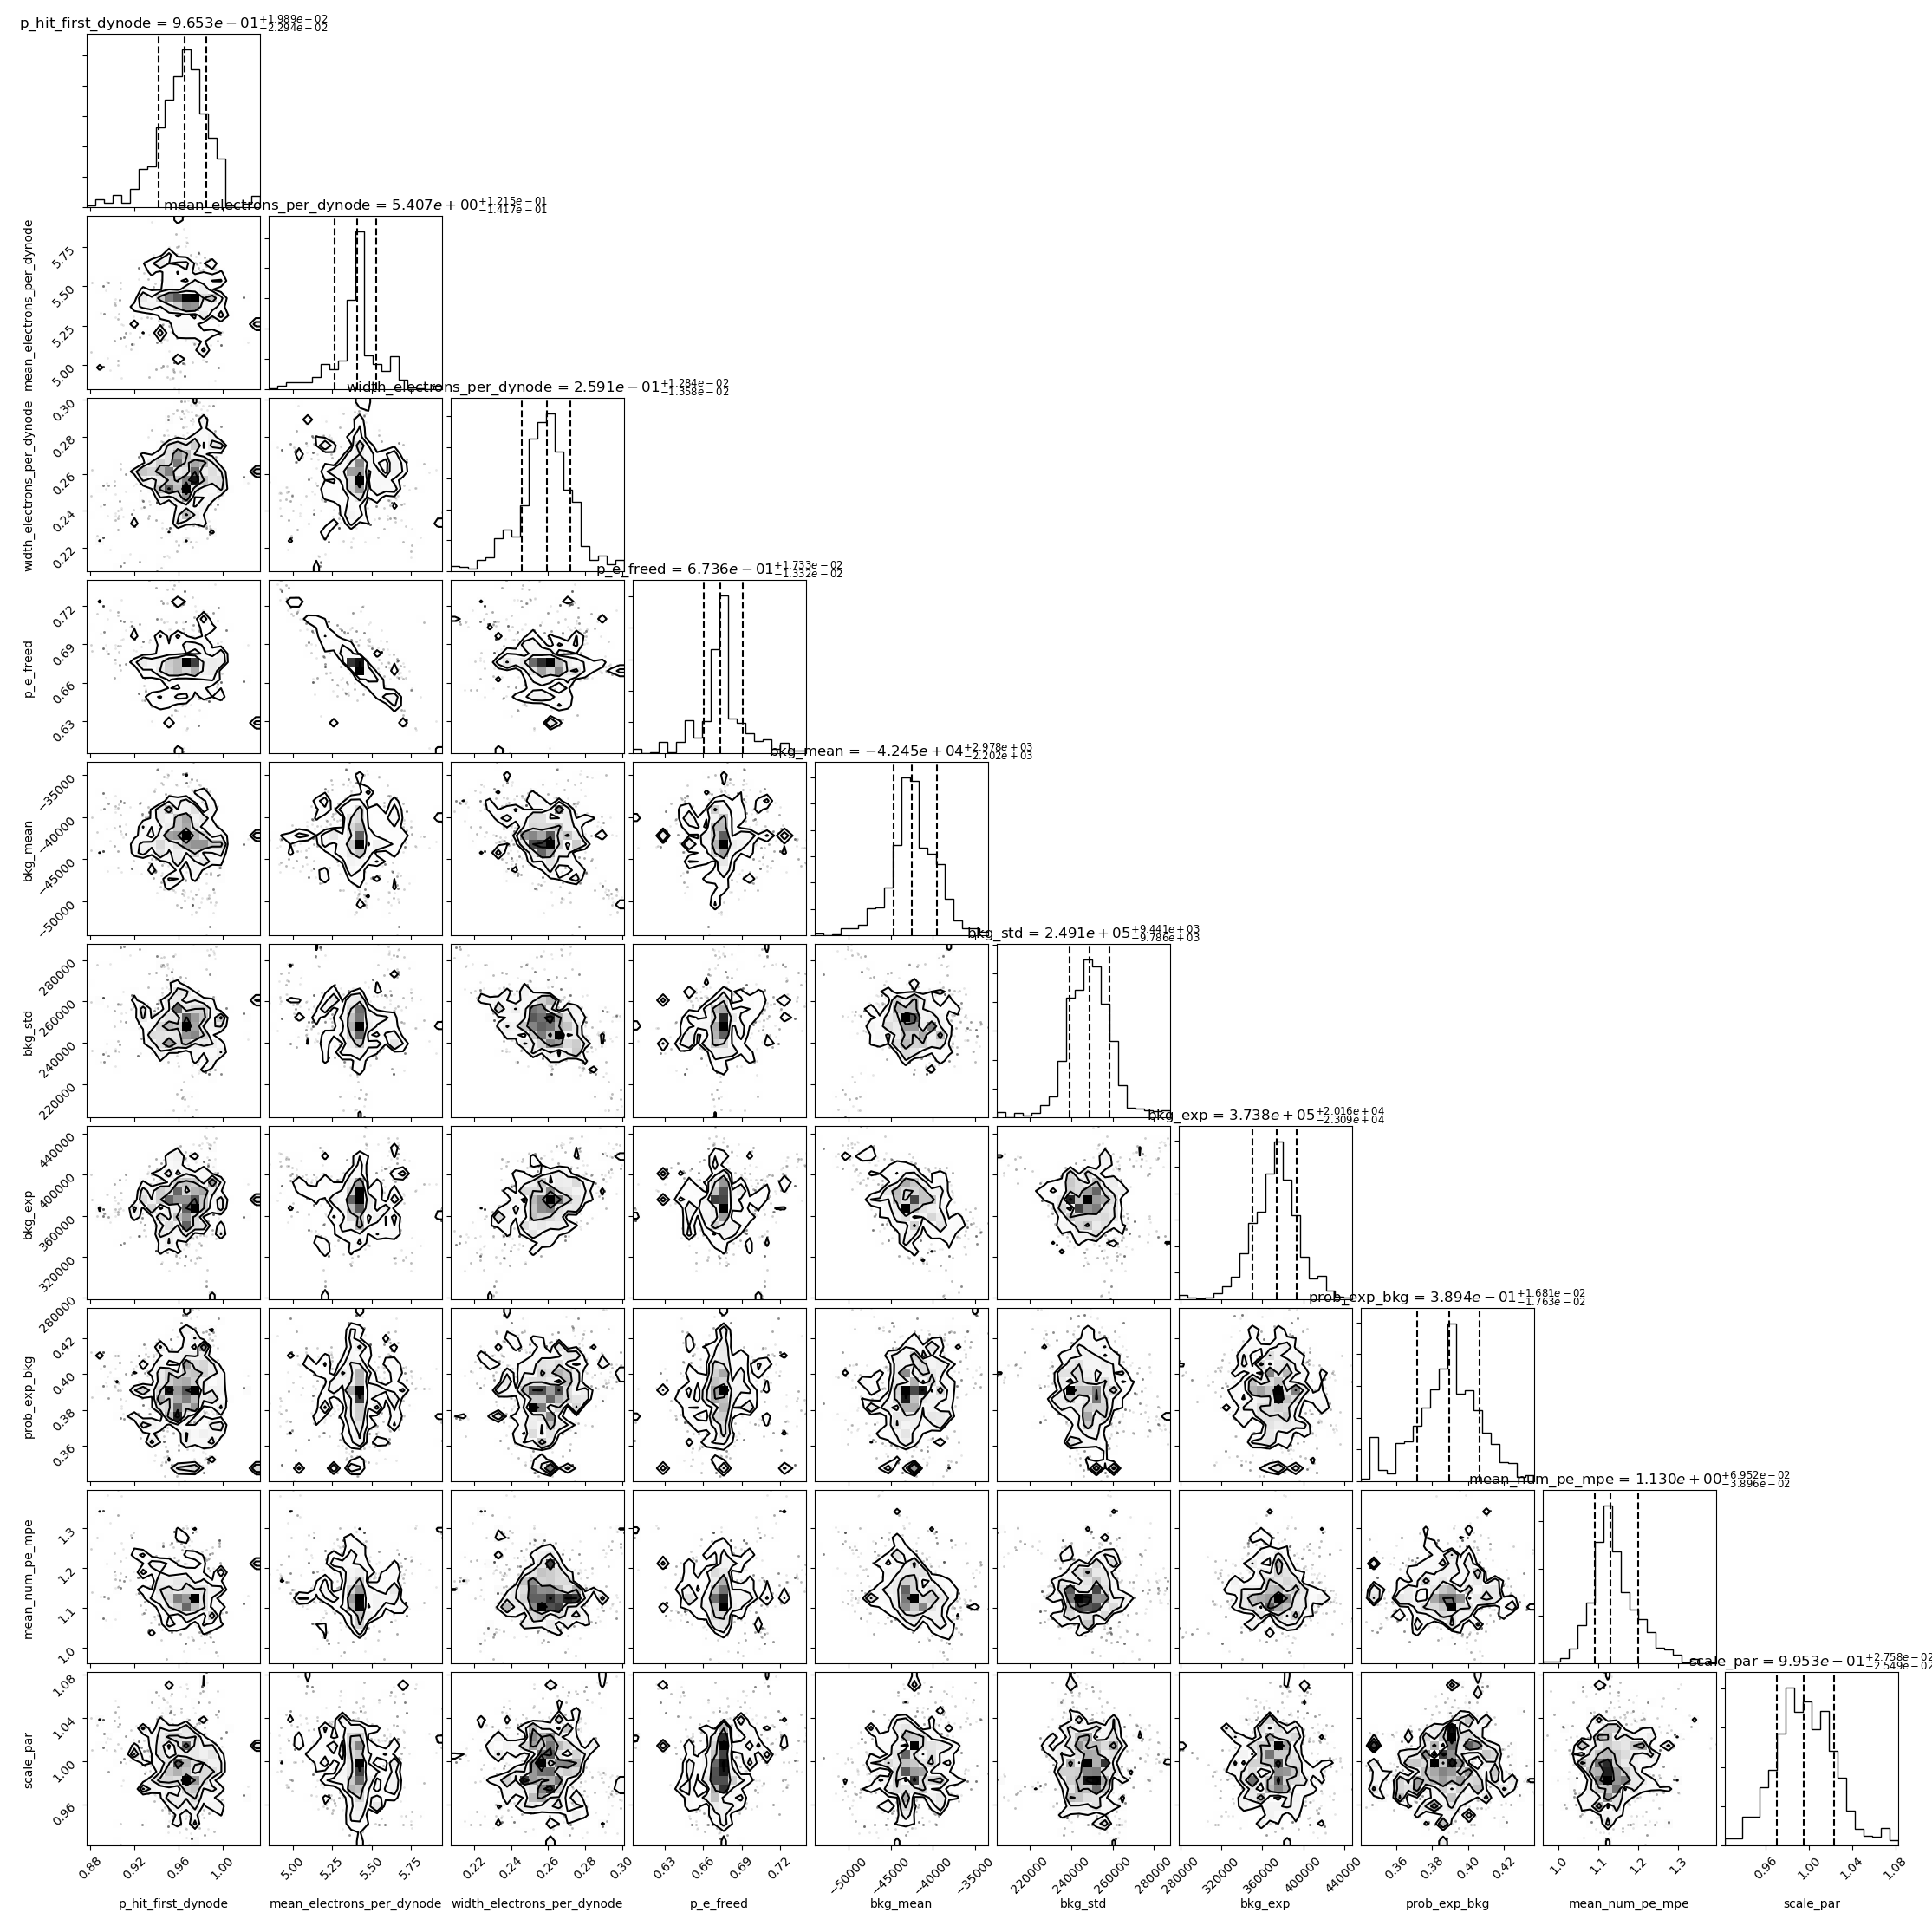 p_hit_first_dynode = 9.653e−01 +1.989e−02 −2.294e−02
mean_electrons_per_dynode = 5.407e+00 +1.215e−01 −1.417e−01
mean_electrons_per_dynode
5.75
5.50
5.25
5.00
width_electrons_per_dynode = 2.591e−01 +1.284e−02 −1.358e−02
width_electrons_per_dynode
0.30
0.28
0.26
0.24
0.22
p_e_freed = 6.736e−01 +1.733e−02 −1.332e−02
p_e_freed
0.72
0.69
0.66
0.63
bkg_mean = −4.245e+04 +2.978e+03 −2.202e+03
bkg_mean
−35000
−40000
−45000
−50000
bkg_std = 2.491e+05 +9.441e+03 −9.786e+03
bkg_std
280000
260000
240000
220000
bkg_exp = 3.738e+05 +2.016e+04 −2.309e+04
bkg_exp
440000
400000
360000
320000
280000
prob_exp_bkg = 3.894e−01 +1.681e−02 −1.763e−02
prob_exp_bkg
0.42
0.40
0.38
0.36
mean_num_pe_mpe = 1.130e+00 +6.952e−02 −3.896e−02
mean_num_pe_mpe
1.3
1.2
1.1
1.0
scale_par = 9.953e−01 +2.758e−02 −2.549e−02
scale_par
1.08
1.04
1.00
0.96
0.88 0.92 0.96 1.00
5.00 5.25 5.50 5.75
0.22 0.24 0.26 0.28 0.30
0.63 0.66 0.69 0.72
−50000 −45000 −40000 −35000
220000 240000 260000 280000
280000 320000 360000 400000 440000
0.36 0.38 0.40 0.42
1.0 1.1 1.2 1.3
0.96 1.00 1.04 1.08
p_hit_first_dynode mean_electrons_per_dynode width_electrons_per_dynode p_e_freed bkg_mean bkg_std bkg_exp prob_exp_bkg mean_num_pe_mpe scale_par